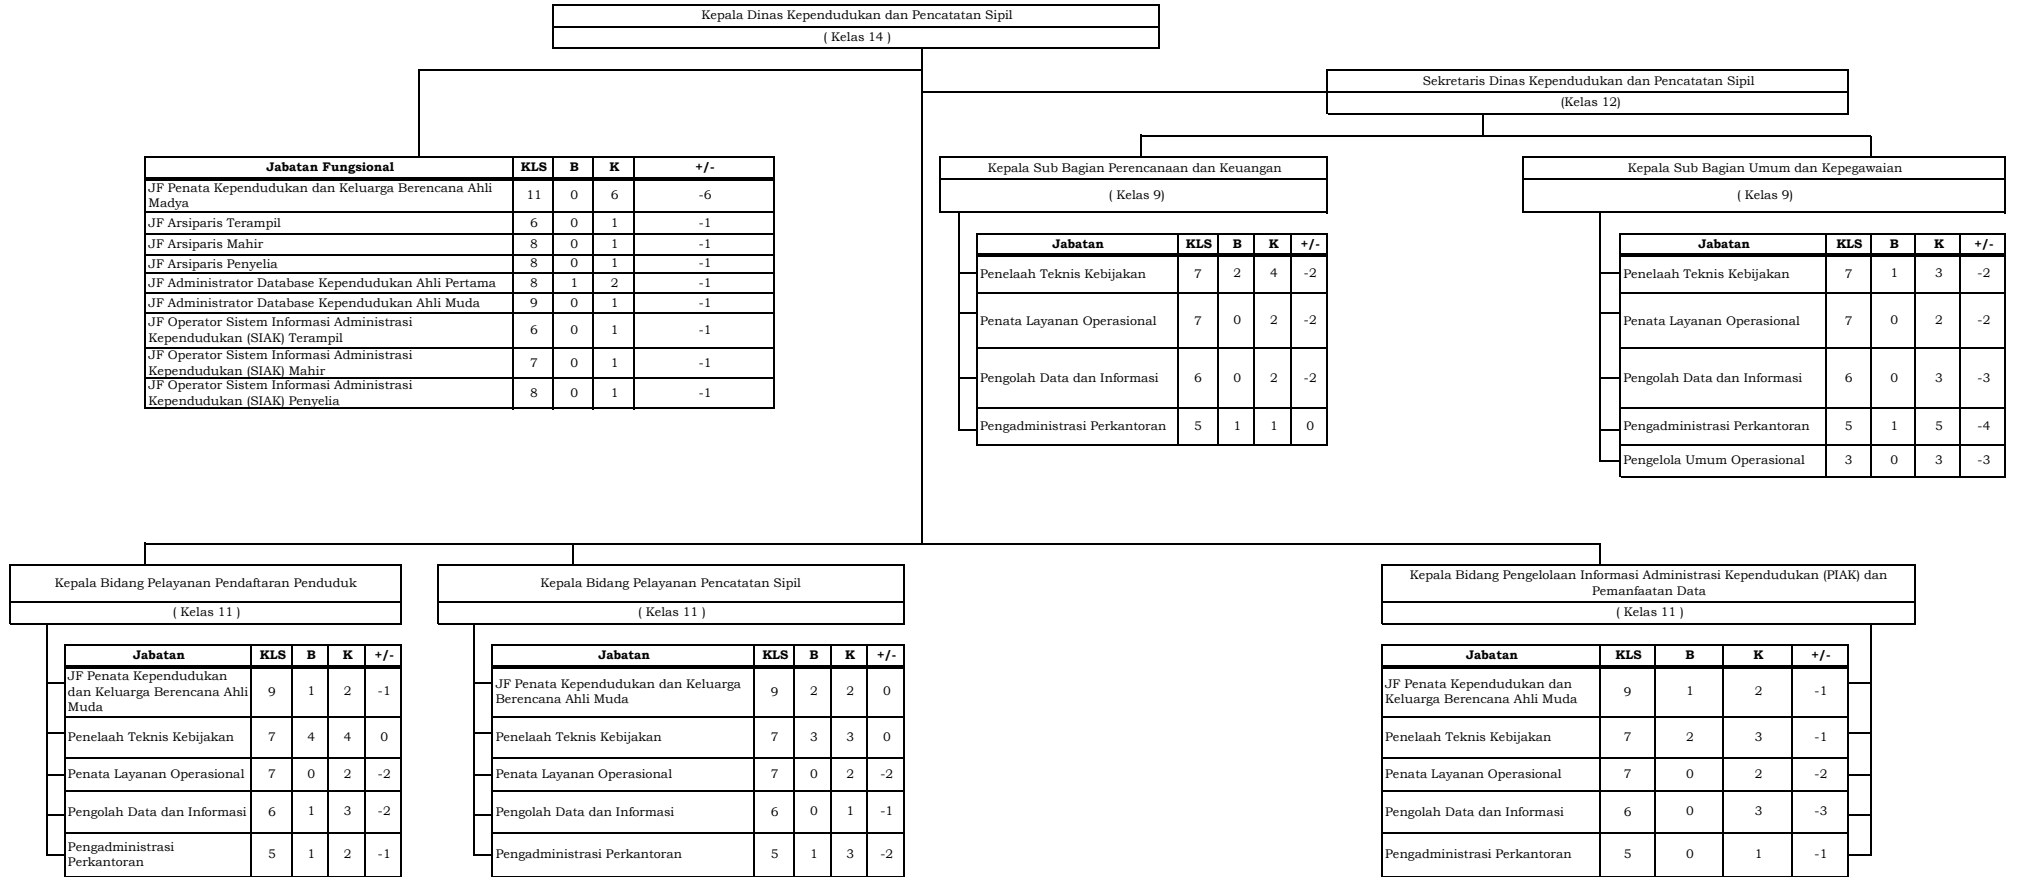 Kepala Dinas Kependudukan dan Pencatatan Sipil
( Kelas 14 )
Sekretaris Dinas Kependudukan dan Pencatatan Sipil
(Kelas 12)
Jabatan Fungsional KLS B K +/-
JF Penata Kependudukan dan Keluarga Berencana Ahli
Madya 11 0 6 -6
JF Arsiparis Terampil 6 0 1 -1
JF Arsiparis Mahir 8 0 1 -1
JF Arsiparis Penyelia 8 0 1 -1
JF Administrator Database Kependudukan Ahli Pertama 8 1 2 -1
JF Administrator Database Kependudukan Ahli Muda 9 0 1 -1
JF Operator Sistem Informasi Administrasi
Kependudukan (SIAK) Terampil 6 0 1 -1
JF Operator Sistem Informasi Administrasi
Kependudukan (SIAK) Mahir 7 0 1 -1
JF Operator Sistem Informasi Administrasi
Kependudukan (SIAK) Penyelia 8 0 1 -1
Kepala Sub Bagian Perencanaan dan Keuangan
( Kelas 9)
Jabatan KLS B K +/-
Penelaah Teknis Kebijakan 7 2 4 -2
Penata Layanan Operasional 7 0 2 -2
Pengolah Data dan Informasi 6 0 2 -2
Pengadministrasi Perkantoran 5 1 1 0
Kepala Sub Bagian Umum dan Kepegawaian
( Kelas 9)
Jabatan KLS B K +/-
Penelaah Teknis Kebijakan 7 1 3 -2
Penata Layanan Operasional 7 0 2 -2
Pengolah Data dan Informasi 6 0 3 -3
Pengadministrasi Perkantoran 5 1 5 -4
Pengelola Umum Operasional 3 0 3 -3
Kepala Bidang Pelayanan Pendaftaran Penduduk
( Kelas 11 )
Jabatan KLS B K +/-
JF Penata Kependudukan
dan Keluarga Berencana Ahli 9 1 2 -1
Muda
Penelaah Teknis Kebijakan 7 4 4 0
Penata Layanan Operasional 7 0 2 -2
Pengolah Data dan Informasi 6 1 3 -2
Pengadministrasi
Perkantoran 5 1 2 -1
Kepala Bidang Pelayanan Pencatatan Sipil
( Kelas 11 )
Jabatan KLS B K +/-
JF Penata Kependudukan dan Keluarga
Berencana Ahli Muda 9 2 2 0
Penelaah Teknis Kebijakan 7 3 3 0
Penata Layanan Operasional 7 0 2 -2
Pengolah Data dan Informasi 6 0 1 -1
Pengadministrasi Perkantoran 5 1 3 -2
Kepala Bidang Pengelolaan Informasi Administrasi Kependudukan (PIAK) dan
Pemanfaatan Data
( Kelas 11 )
Jabatan KLS B K +/-
JF Penata Kependudukan dan
Keluarga Berencana Ahli Muda 9 1 2 -1
Penelaah Teknis Kebijakan 7 2 3 -1
Penata Layanan Operasional 7 0 2 -2
Pengolah Data dan Informasi 6 0 3 -3
Pengadministrasi Perkantoran 5 0 1 -1